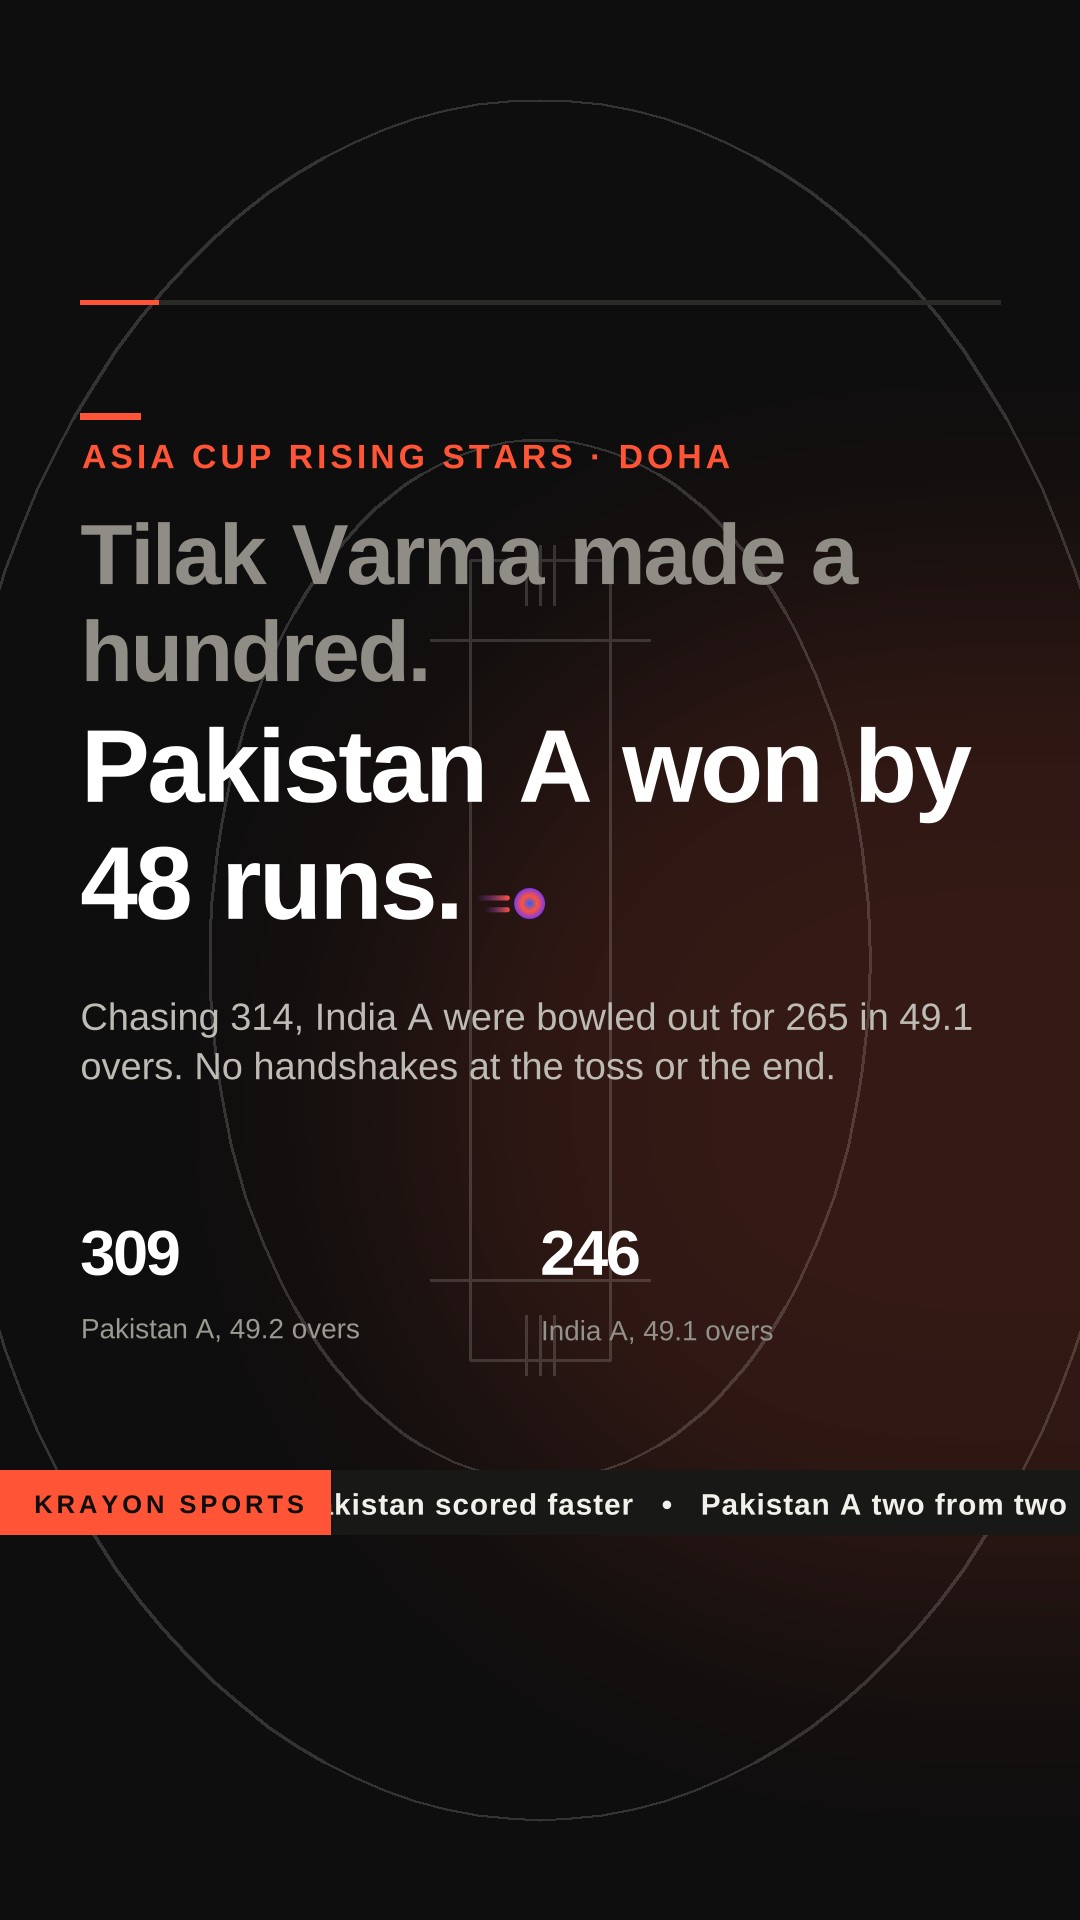 ASIA CUP RISING STARS · DOHA
Tilak Varma made a
hundred.
Pakistan A won by
48 runs.
Chasing 314, India A were bowled out for 265 in 49.1
overs. No handshakes at the toss or the end.
309
246
Pakistan A, 49.2 overs
India A, 49.1 overs
KRAYON SPORTS
scored faster • Pakistan A two from two